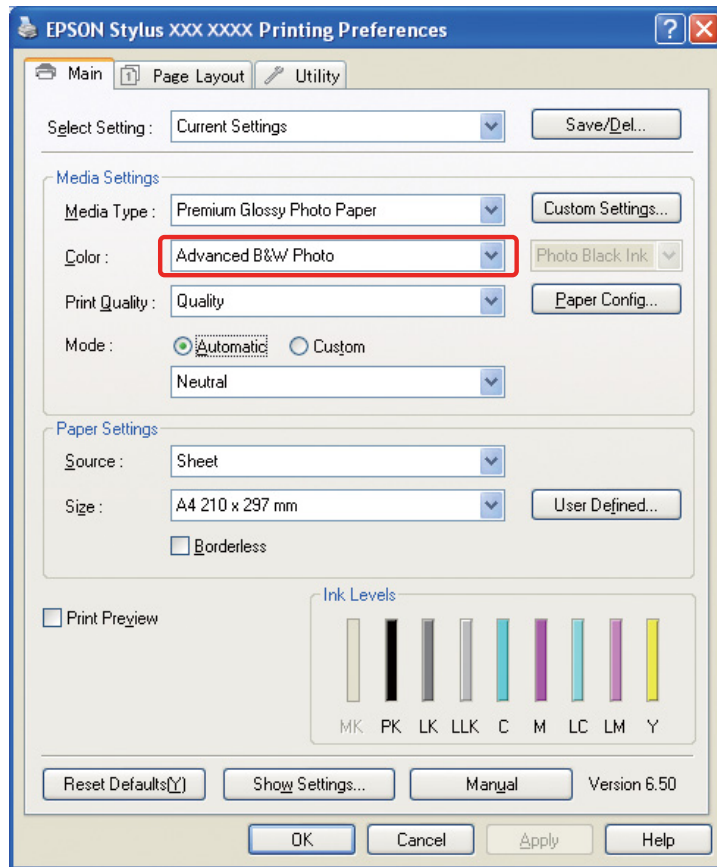 EPSON Stylus XXX XXXX Printing Preferences
Main Page Layout Utility
Select Setting : Current Settings Save/Del...
Media Settings
Media Type : Premium Glossy Photo Paper Custom Settings...
Color : Advanced B&W Photo Photo Black Ink
Print Quality : Quality Paper Config...
Mode : Automatic Custom
Neutral
Paper Settings
Source : Sheet
Size : A4 210 x 297 mm User Defined...
Borderless
Print Preview
Ink Levels
MK PK LK LLK C M LC LM Y
Reset Defaults(Y) Show Settings... Manual Version 6.50
OK Cancel Apply Help